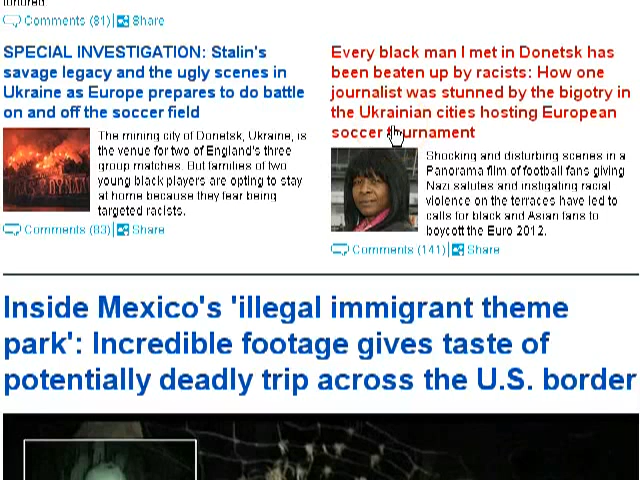 Comments (81) Share
SPECIAL INVESTIGATION: Stalin's
savage legacy and the ugly scenes in
Ukraine as Europe prepares to do battle
on and off the soccer field
The mining city of Donetsk, Ukraine, is
the venue for two of England's three
group matches. But families of two
young black players are opting to stay
at home because they fear being
targeted racists.
Comments (83) Share
Every black man I met in Donetsk has
been beaten up by racists: How one
journalist was stunned by the bigotry in
the Ukrainian cities hosting European
soccer tournament
Shocking and disturbing scenes in a
Panorama film of football fans giving
Nazi salutes and instigating racial
violence on the terraces have led to
calls for black and Asian fans to
boycott the Euro 2012.
Comments (141) Share
Inside Mexico's 'illegal immigrant theme
park': Incredible footage gives taste of
potentially deadly trip across the U.S. border